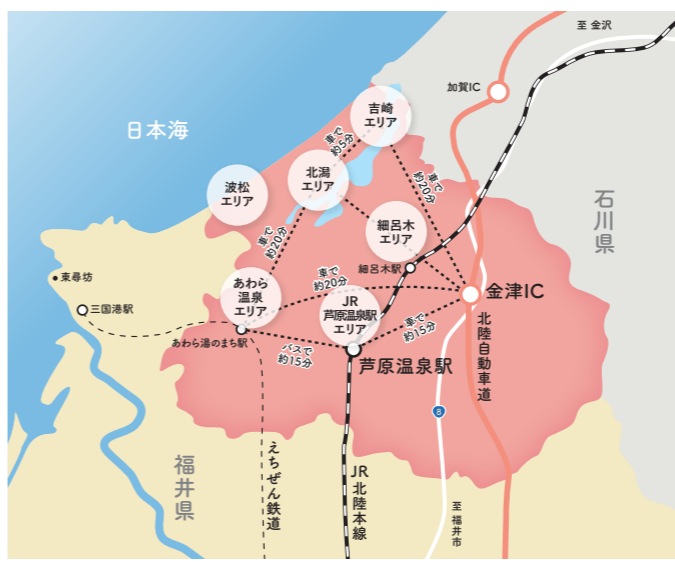 至 金沢
加賀IC
吉崎
エリア
日本海
車で
約5分
北潟
エリア
車で
約20分
波松
エリア
石川県
細呂木
エリア
車で
約20分
細呂木駅
東尋坊
あわら
温泉
エリア
車で
約20分
金津IC
三国港駅
JR
芦原温泉駅
エリア
車で
約15分
あわら湯のまち駅
バスで
約15分
芦原温泉駅
北陸自動車道
8
福井県
えちぜん鉄道
JR北陸本線
至 福井市